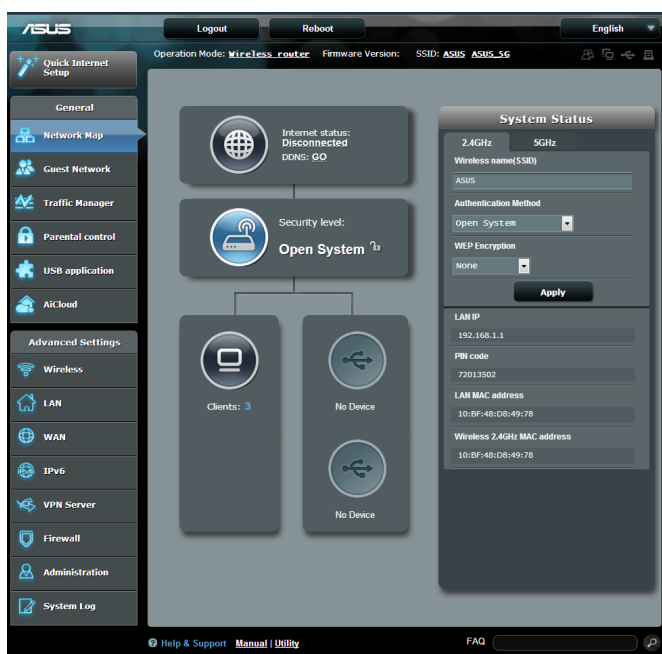 ASUS
Logout
Reboot
English
Operation Mode: Wireless router Firmware Version: SSID: ASUS ASUS_5G
Quick Internet
Setup
General
Network Map
Guest Network
Traffic Manager
Parental control
USB application
AiCloud
Advanced Settings
Wireless
LAN
WAN
IPv6
IPv6
VPN Server
Firewall
Administration
System Log
Internet status:
Disconnected
DDNS: GO
Security level:
Open System
Clients: 3
No Device
No Device
System Status
2.4GHz
5GHz
Wireless name(SSID)
ASUS
Authentication Method
Open System
WEP Encryption
None
Apply
LAN IP
192.168.1.1
PIN code
72013502
LAN MAC address
10:BF:48:D8:49:78
Wireless 2.4GHz MAC address
10:BF:48:D8:49:78
Help & Support Manual | Utility
FAQ